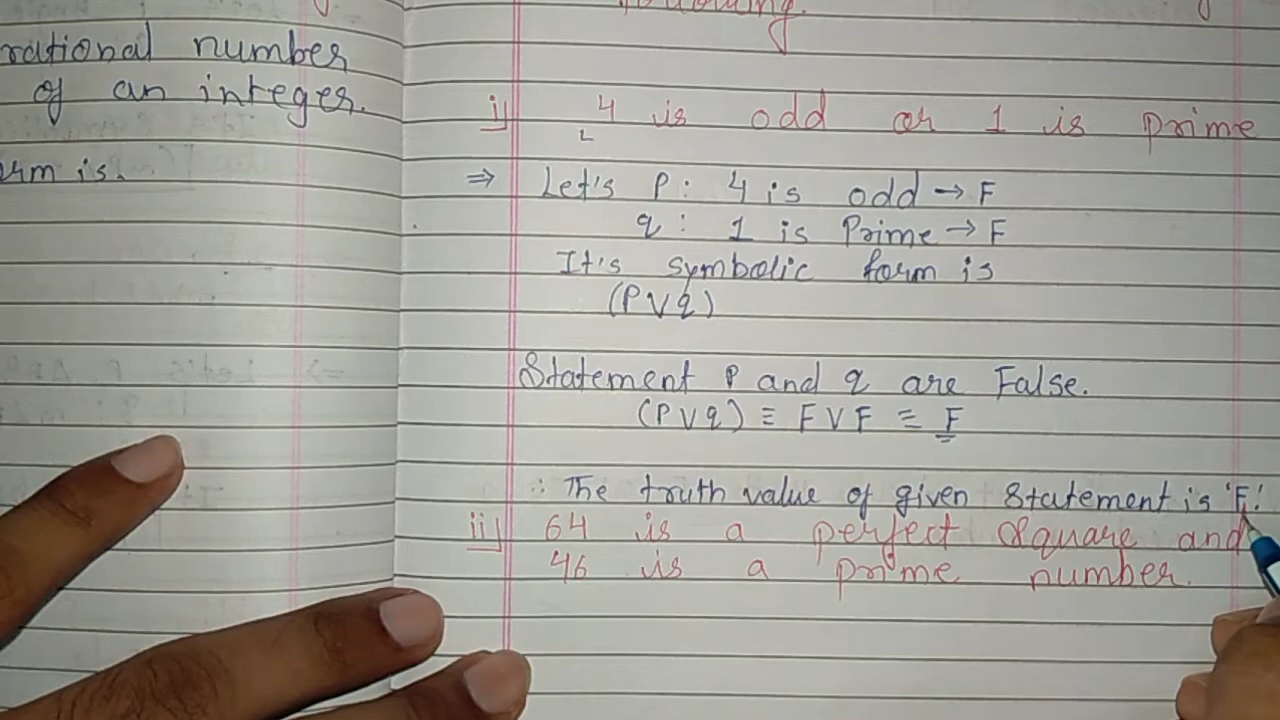 rational number
of an integer.
orm is.
following.
i) 4 is odd or 1 is prime
⇒ Let's P: 4 is odd → F
q: 1 is Prime → F
It's symbolic form is
(P∨q)
Statement P and q are False.
(P∨q) ≡ F∨F ≡ F
∴ The truth value of given Statement is 'F'.
ii) 64 is a perfect square and
46 is a prime number.